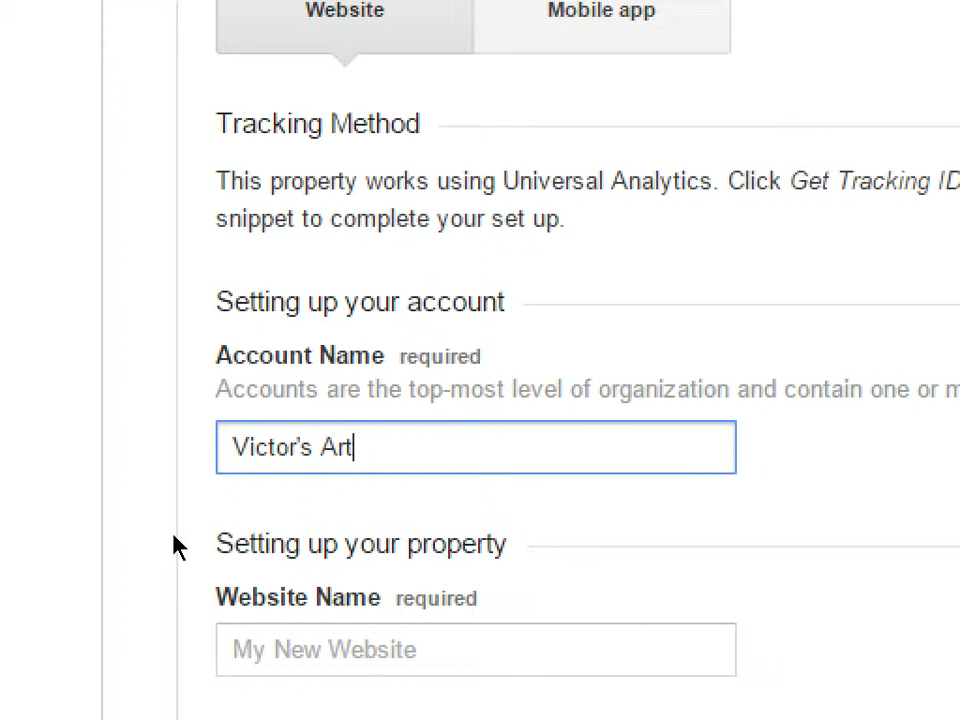 Website Mobile app
Tracking Method
This property works using Universal Analytics. Click Get Tracking ID
snippet to complete your set up.
Setting up your account
Account Name required
Accounts are the top-most level of organization and contain one or
Victor's Art
Setting up your property
Website Name required
My New Website